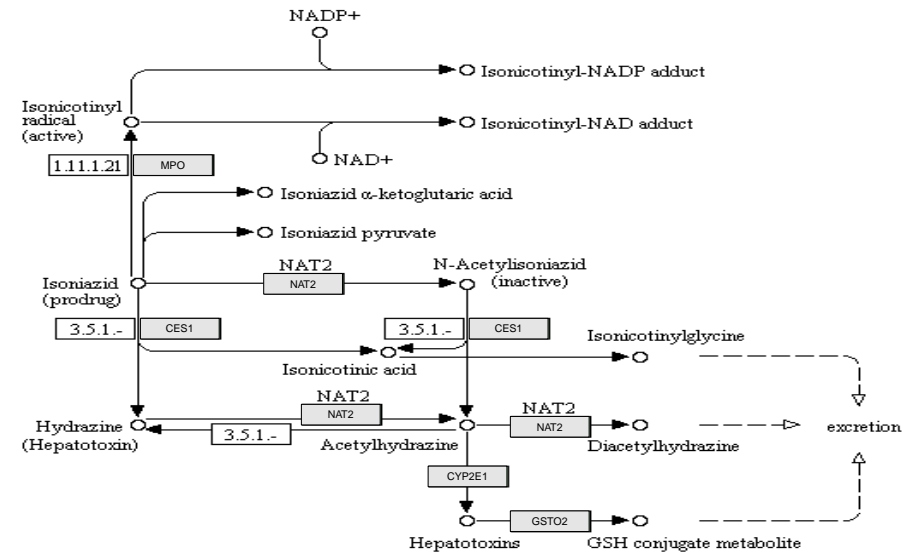 NADP+
Isonicotinyl-NADP adduct
Isonicotinyl
radical
(active)
Isonicotinyl-NAD adduct
NAD+
1.11.1.21
MPO
Isoniazid α-ketoglutaric acid
Isoniazid pyruvate
NAT2
NAT2
N-Acetylisoniazid
(inactive)
Isoniazid
(prodrug)
3.5.1.-
CES1
3.5.1.-
CES1
Isonicotinylglycine
Isonicotinic acid
NAT2
NAT2
NAT2
NAT2
Hydrazine
(Hepatotoxin)
3.5.1.-
Acetylhydrazine
Diacetylhydrazine
excretion
CYP2E1
GSTO2
Hepatotoxins
GSH conjugate metabolite